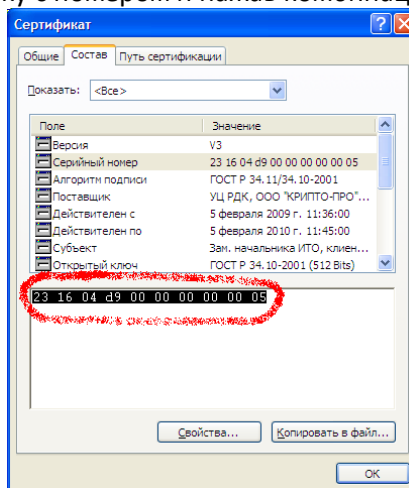 Сертификат
Общие Состав Путь сертификации
Показать: <Все>
Поле Значение
Версия V3
Серийный номер 23 16 04 d9 00 00 00 00 00 05
Алгоритм подписи ГОСТ Р 34.11/34.10-2001
Поставщик УЦ РДК, ООО "КРИПТО-ПРО"...
Действителен с 5 февраля 2009 г. 11:36:00
Действителен по 5 февраля 2010 г. 11:45:00
Субъект Зам. начальника ИТО, клиен...
Открытый ключ ГОСТ Р 34.10-2001 (512 Bits)
23 16 04 d9 00 00 00 00 00 05
Свойства... Копировать в файл...
ОК